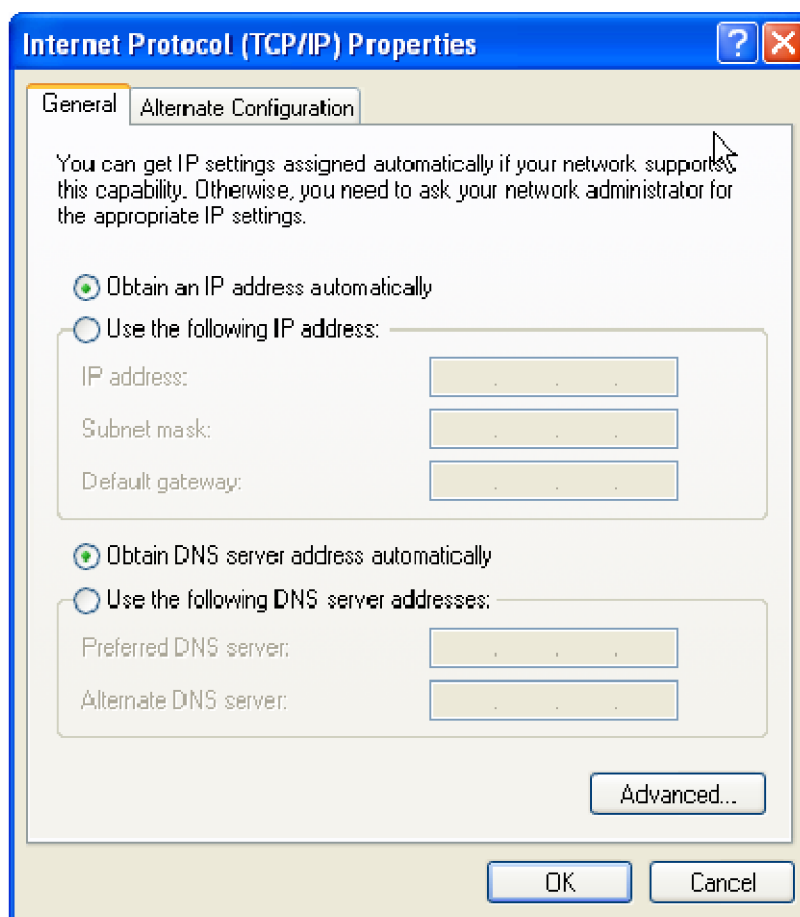 Internet Protocol (TCP/IP) Properties
General
Alternate Configuration
You can get IP settings assigned automatically if your network supports
this capability. Otherwise, you need to ask your network administrator for
the appropriate IP settings.
Obtain an IP address automatically
Use the following IP address:
IP address:
Subnet mask:
Default gateway:
Obtain DNS server address automatically
Use the following DNS server addresses:
Preferred DNS server:
Alternate DNS server:
Advanced...
OK
Cancel